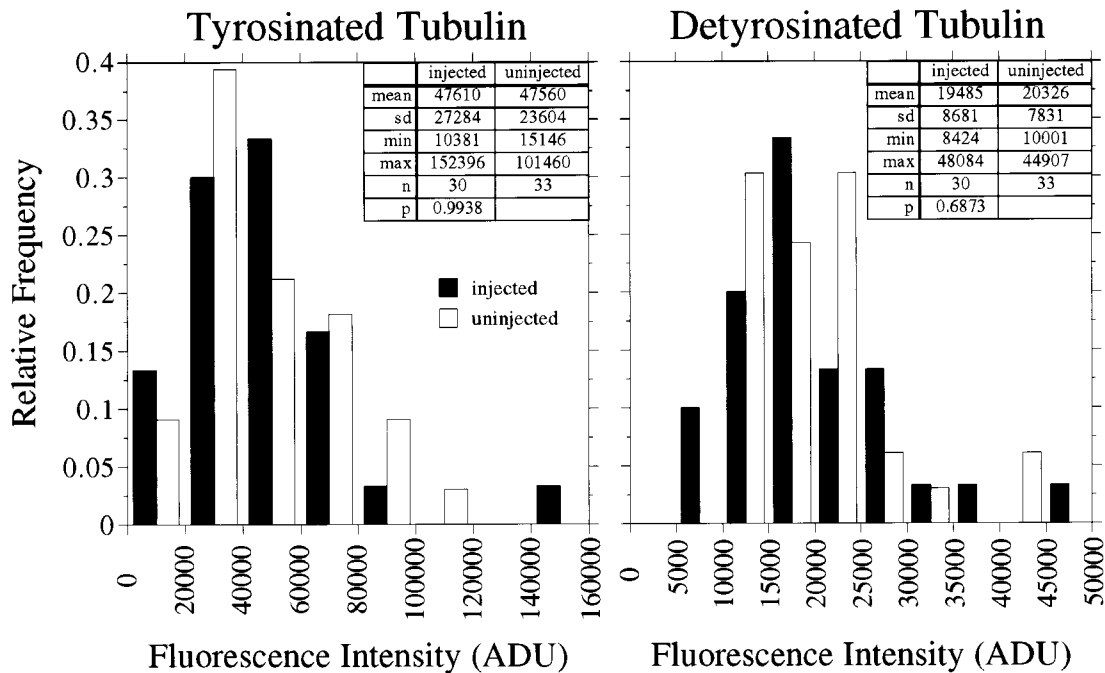 Tyrosinated Tubulin
injected uninjected
mean 47610 47560
sd 27284 23604
min 10381 15146
max 152396 101460
n 30 33
p 0.9938
injected
uninjected
Relative Frequency
0.4
0.35
0.3
0.25
0.2
0.15
0.1
0.05
0
0 20000 40000 60000 80000 100000 120000 140000 160000
Fluorescence Intensity (ADU)
Detyrosinated Tubulin
injected uninjected
mean 19485 20326
sd 8681 7831
min 8424 10001
max 48084 44907
n 30 33
p 0.6873
0 5000 10000 15000 20000 25000 30000 35000 40000 45000 50000
Fluorescence Intensity (ADU)